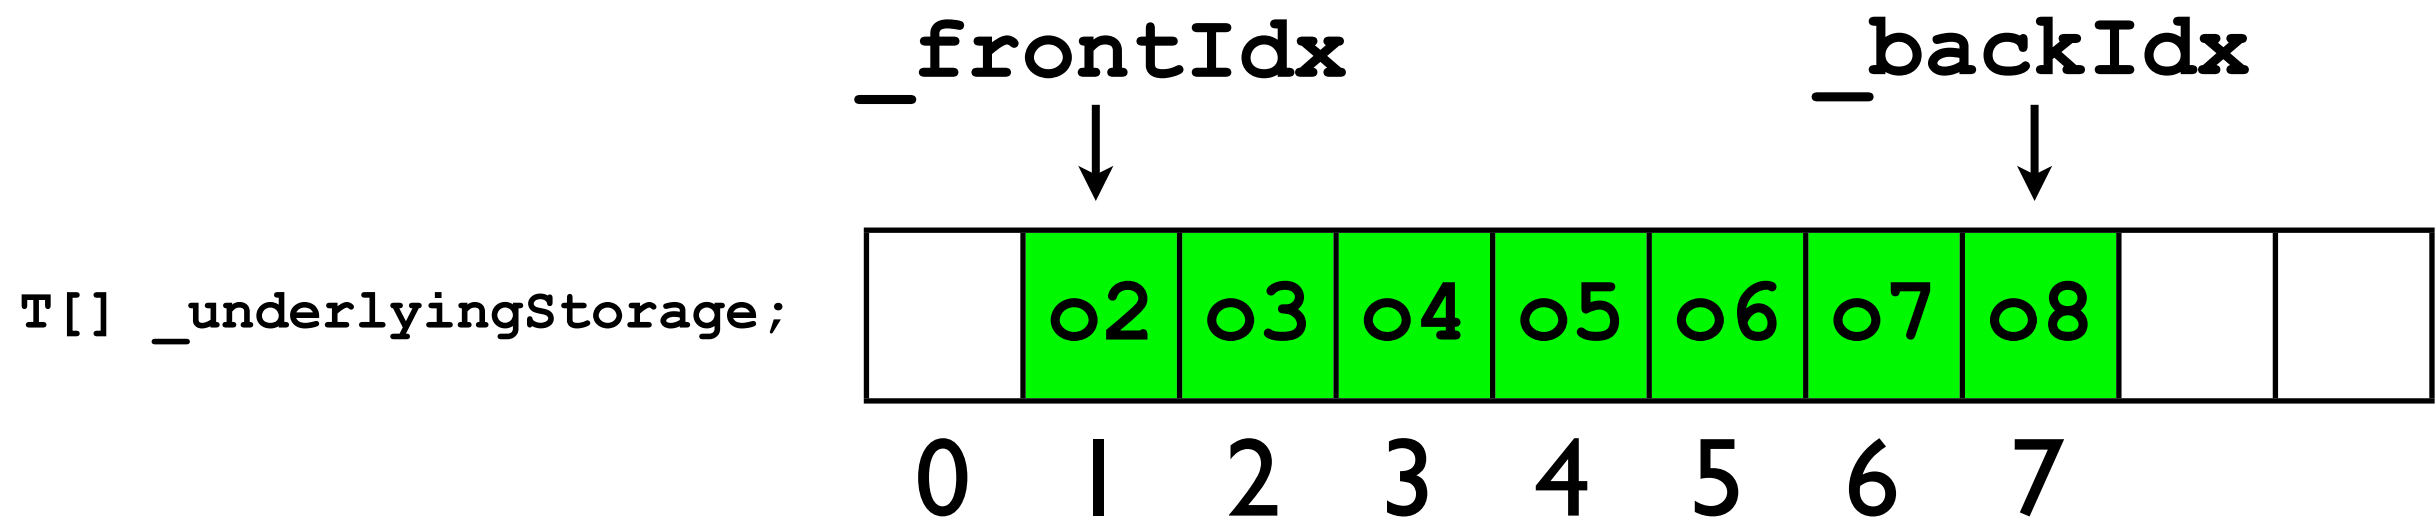 _frontIdx _backIdx
T[] _underlyingStorage; o2 o3 o4 o5 o6 o7 o8
0 1 2 3 4 5 6 7